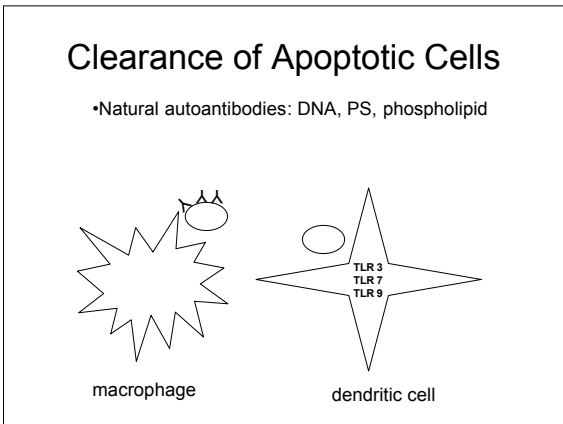 Clearance of Apoptotic Cells
•Natural autoantibodies: DNA, PS, phospholipid
TLR 3
TLR 7
TLR 9
macrophage
dendritic cell